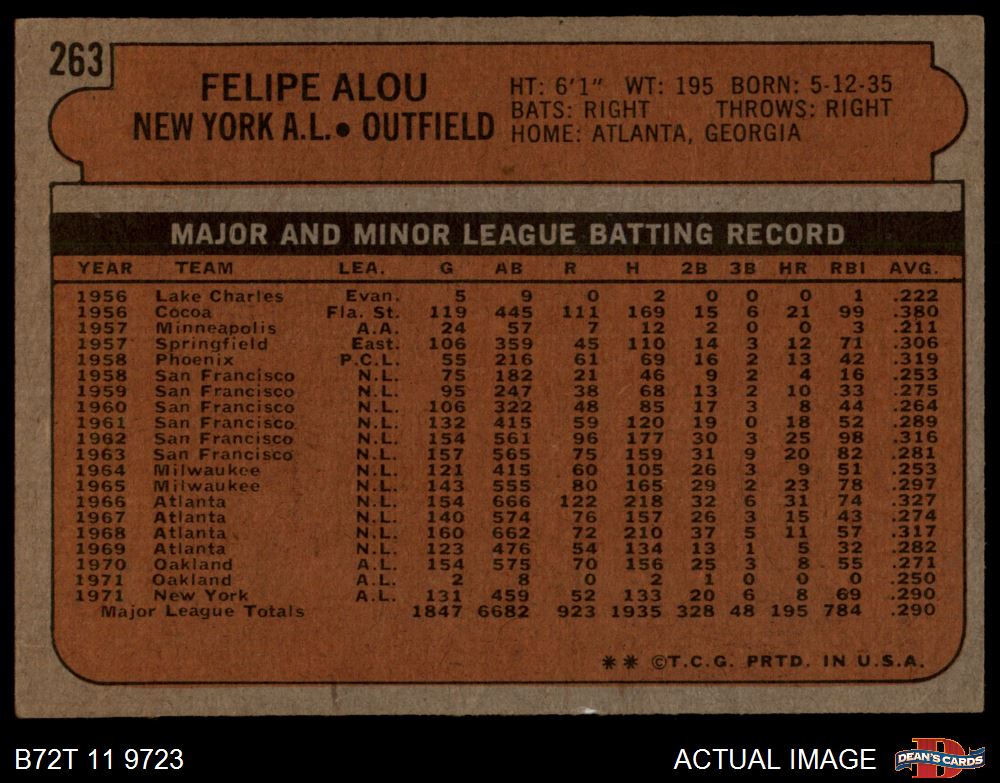 263
FELIPE ALOU
NEW YORK A.L.● OUTFIELD
HT: 6'1" WT: 195 BORN: 5-12-35
BATS: RIGHT THROWS: RIGHT
HOME: ATLANTA, GEORGIA
MAJOR AND MINOR LEAGUE BATTING RECORD
YEAR TEAM LEA. G AB R H 2B 3B HR RBI AVG.
1956 Lake Charles Evan. 5 9 0 2 0 0 0 1 .222
1956 Cocoa Fla. St. 119 445 111 169 15 6 21 99 .380
1957 Minneapolis A.A. 24 57 7 12 2 0 0 3 .211
1957 Springfield East. 106 359 45 110 14 3 12 71 .306
1958 Phoenix P.C.L. 55 216 61 69 16 2 13 42 .319
1958 San Francisco N.L. 75 182 21 46 9 2 4 16 .253
1959 San Francisco N.L. 95 247 38 68 13 2 10 33 .275
1960 San Francisco N.L. 106 322 48 85 17 3 8 44 .264
1961 San Francisco N.L. 132 415 59 120 19 0 18 52 .289
1962 San Francisco N.L. 154 561 96 177 30 3 25 98 .316
1963 San Francisco N.L. 157 565 75 159 31 9 20 82 .281
1964 Milwaukee N.L. 121 415 60 105 26 3 9 51 .253
1965 Milwaukee N.L. 143 555 80 165 29 2 23 78 .297
1966 Atlanta N.L. 154 666 122 218 32 6 31 74 .327
1967 Atlanta N.L. 140 574 76 157 26 3 15 43 .274
1968 Atlanta N.L. 160 662 72 210 37 5 11 57 .317
1969 Atlanta N.L. 123 476 54 134 13 1 5 32 .282
1970 Oakland A.L. 154 575 70 156 25 3 8 55 .271
1971 Oakland A.L. 2 8 0 2 1 0 0 0 .250
1971 New York A.L. 131 459 52 133 20 6 8 69 .290
Major League Totals 1847 6682 923 1935 328 48 195 784 .290
** ©T.C.G. PRTD. IN U.S.A.
B72T 11 9723
ACTUAL IMAGE
D
DEAN'S CARDS